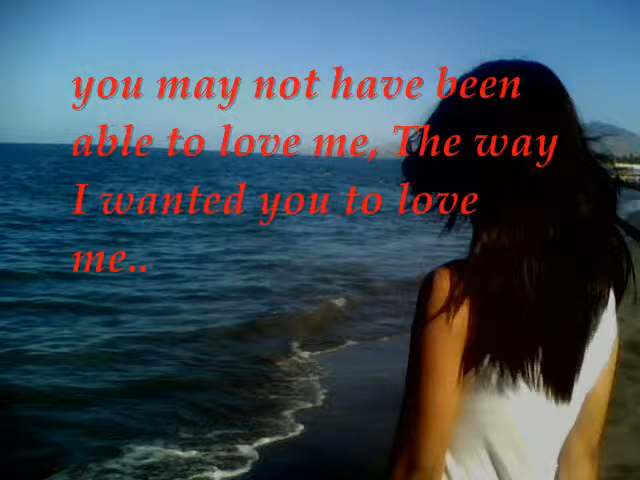 you may not have been
able to love me, The way
I wanted you to love
me..